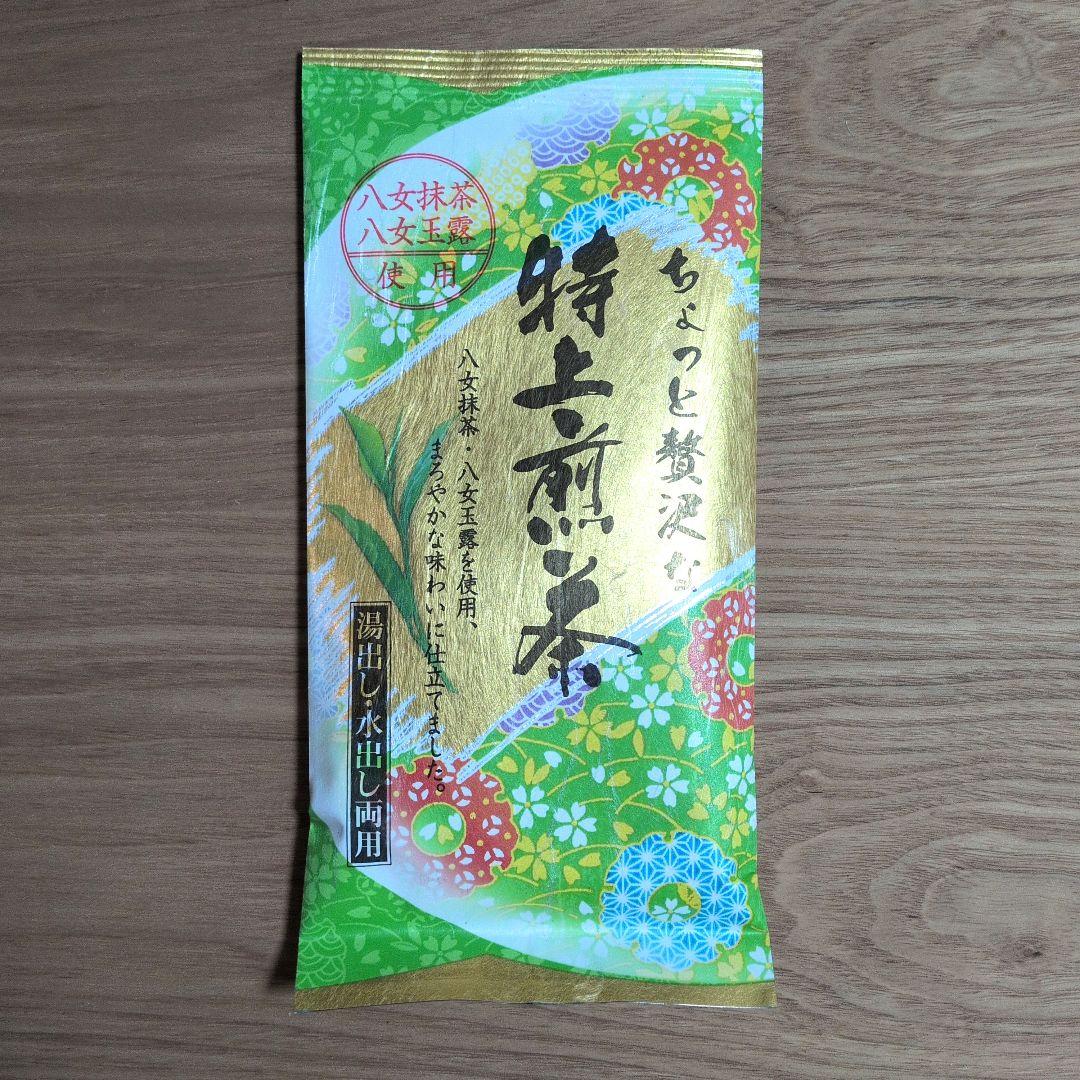 八女抹茶
八女玉露
使用
ちょっと贅沢な
特上煎茶
八女抹茶・八女玉露を使用、
まろやかな味わいに仕立てました。
湯出し・水出し両用